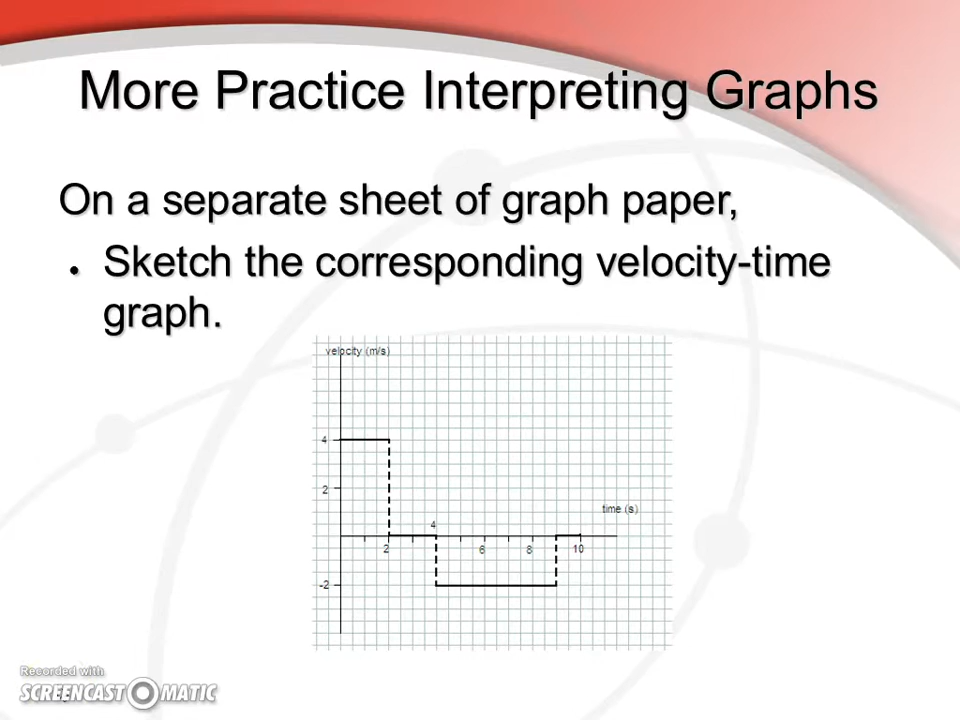 More Practice Interpreting Graphs
On a separate sheet of graph paper,
• Sketch the corresponding velocity-time
graph.
velocity (m/s)
4
2
time (s)
4
2
6
8
10
-2
Recorded with
SCREENCAST-O-MATIC